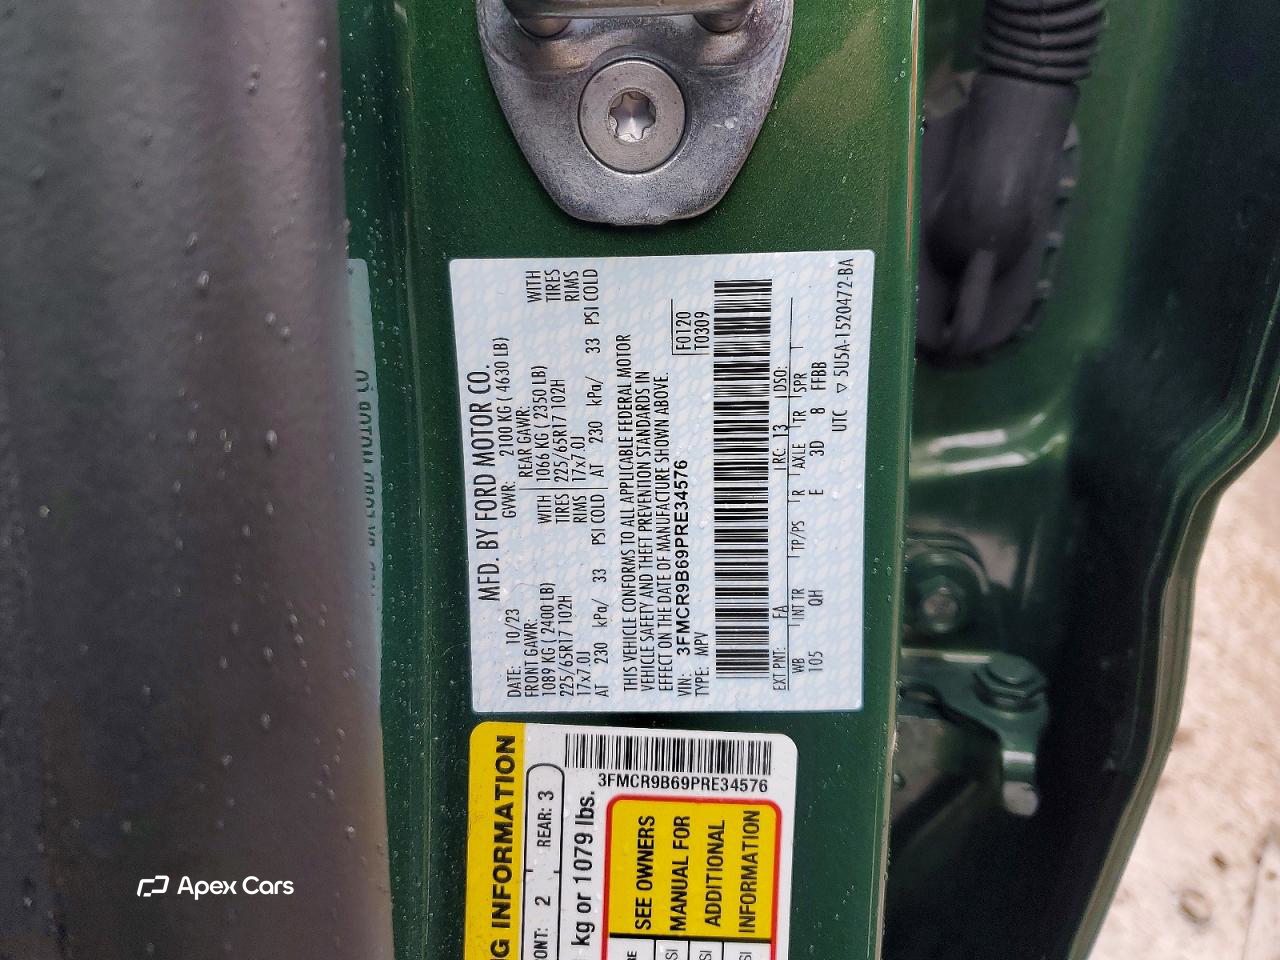 MFD. BY FORD MOTOR CO.
DATE: 10/23 GVWR: 2100 KG ( 4630 LB)
FRONT GAWR: REAR GAWR:
1089 KG ( 2400 LB) WITH 1066 KG ( 2350 LB) WITH
225/65R17 102H TIRES 225/65R17 102H TIRES
17x7.0J RIMS 17x7.0J RIMS
AT 230 kPa/ 33 PSI COLD AT 230 kPa/ 33 PSI COLD
THIS VEHICLE CONFORMS TO ALL APPLICABLE FEDERAL MOTOR
VEHICLE SAFETY AND THEFT PREVENTION STANDARDS IN
EFFECT ON THE DATE OF MANUFACTURE SHOWN ABOVE.
VIN: 3FMCR9B69PRE34576 F0120
TYPE: MPV T0309
EXT PNT: FA RC: 13 DSO:
WB INT TR TP/PS R AXLE TR SPR
105 QH E 3D 8 FFBB
UTC ▽ 5U5A-1520472-BA
NG INFORMATION
ONT: 2 REAR: 3
kg or 1079 lbs.
3FMCR9B69PRE34576
SEE OWNERS
MANUAL FOR
ADDITIONAL
INFORMATION
Apex Cars